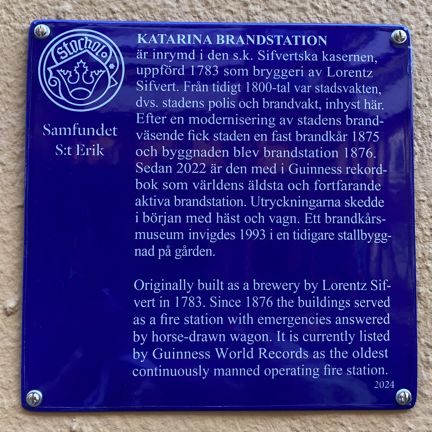 Stockholm
Samfundet
S:t Erik
KATARINA BRANDSTATION
är inrymd i den s.k. Sifvertska kasernen,
uppförd 1783 som bryggeri av Lorentz
Sifvert. Från tidigt 1800-tal var stadsvakten,
dvs. stadens polis och brandvakt, inhyst här.
Efter en modernisering av stadens brand-
väsende fick staden en fast brandkår 1875
och byggnaden blev brandstation 1876.
Sedan 2022 är den med i Guinness rekord-
bok som världens äldsta och fortfarande
aktiva brandstation. Utryckningarna skedde
i början med häst och vagn. Ett brandkårs-
museum invigdes 1993 i en tidigare stallbygg-
nad på gården.
Originally built as a brewery by Lorentz Sif-
vert in 1783. Since 1876 the buildings served
as a fire station with emergencies answered
by horse-drawn wagon. It is currently listed
by Guinness World Records as the oldest
continuously manned operating fire station.
2024